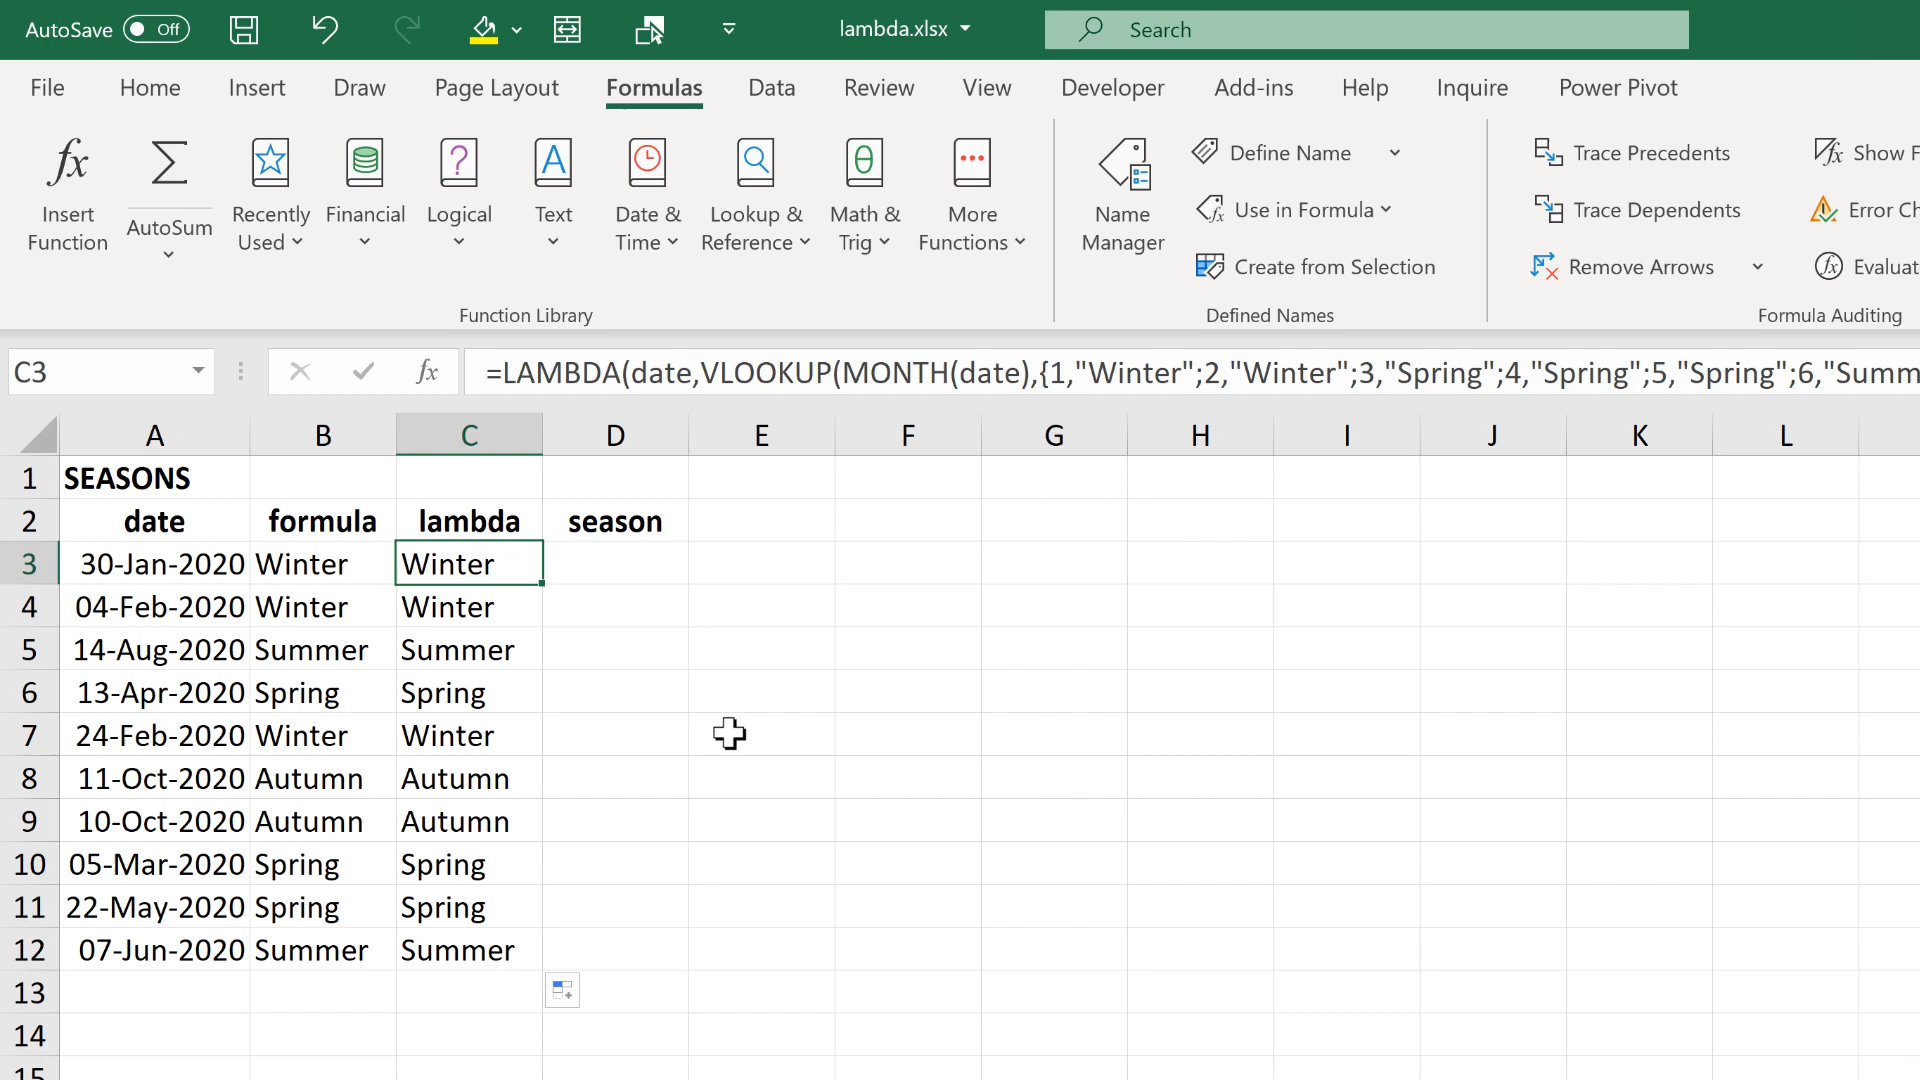 AutoSave Off lambda.xlsx Search
File Home Insert Draw Page Layout Formulas Data Review View Developer Add-ins Help Inquire Power Pivot
Insert Function
AutoSum
Recently Used
Financial
Logical
Text
Date & Time
Lookup & Reference
Math & Trig
More Functions
Function Library
Name Manager
Define Name
Use in Formula
Create from Selection
Defined Names
Trace Precedents
Trace Dependents
Remove Arrows
Show F
Error Ch
Evaluat
Formula Auditing
C3 fx =LAMBDA(date,VLOOKUP(MONTH(date),{1,"Winter";2,"Winter";3,"Spring";4,"Spring";5,"Spring";6,"Summ
A B C D E F G H I J K L
1 SEASONS
2 date formula lambda season
3 30-Jan-2020 Winter Winter
4 04-Feb-2020 Winter Winter
5 14-Aug-2020 Summer Summer
6 13-Apr-2020 Spring Spring
7 24-Feb-2020 Winter Winter
8 11-Oct-2020 Autumn Autumn
9 10-Oct-2020 Autumn Autumn
10 05-Mar-2020 Spring Spring
11 22-May-2020 Spring Spring
12 07-Jun-2020 Summer Summer
13
14
15